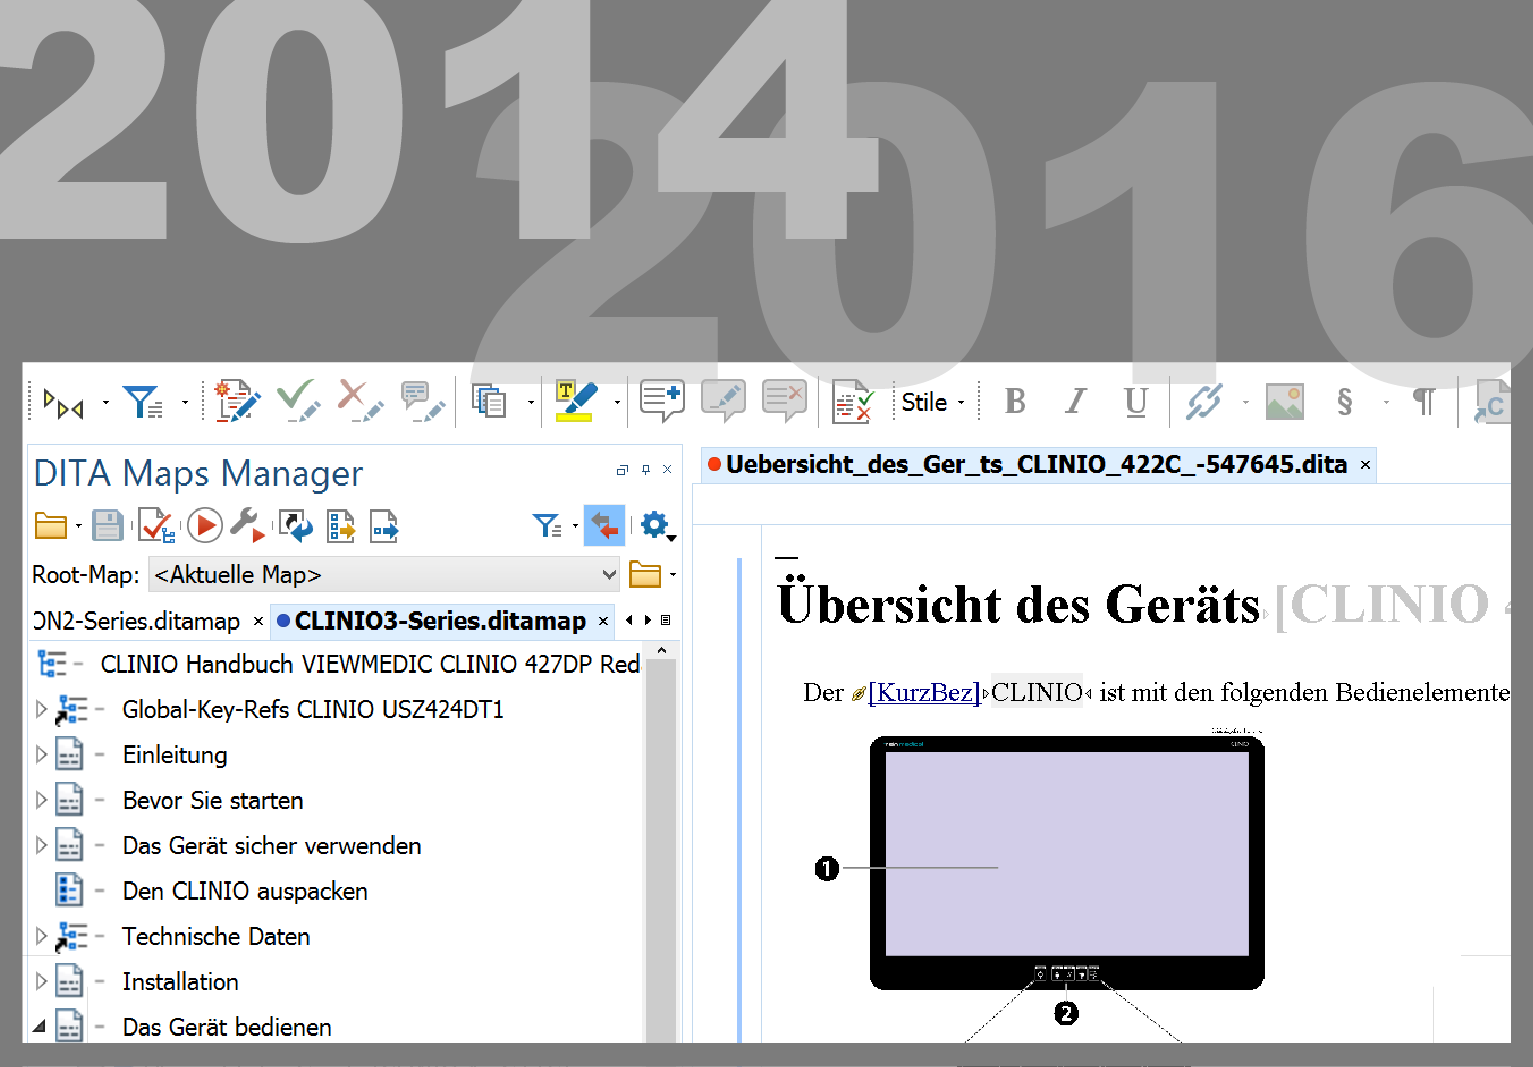 2014
2016
Stile
B I U § ¶
DITA Maps Manager
Root-Map: <Aktuelle Map>
ON2-Series.ditamap × CLINIO3-Series.ditamap ×
CLINIO Handbuch VIEWMEDIC CLINIO 427DP Red
Global-Key-Refs CLINIO USZ424DT1
Einleitung
Bevor Sie starten
Das Gerät sicher verwenden
Den CLINIO auspacken
Technische Daten
Installation
Das Gerät bedienen
Uebersicht_des_Ger_ts_CLINIO_422C_-547645.dita ×
Übersicht des Geräts [CLINIO 4
Der [KurzBez] CLINIO ist mit den folgenden Bedienelemente
CLINIO
1
2